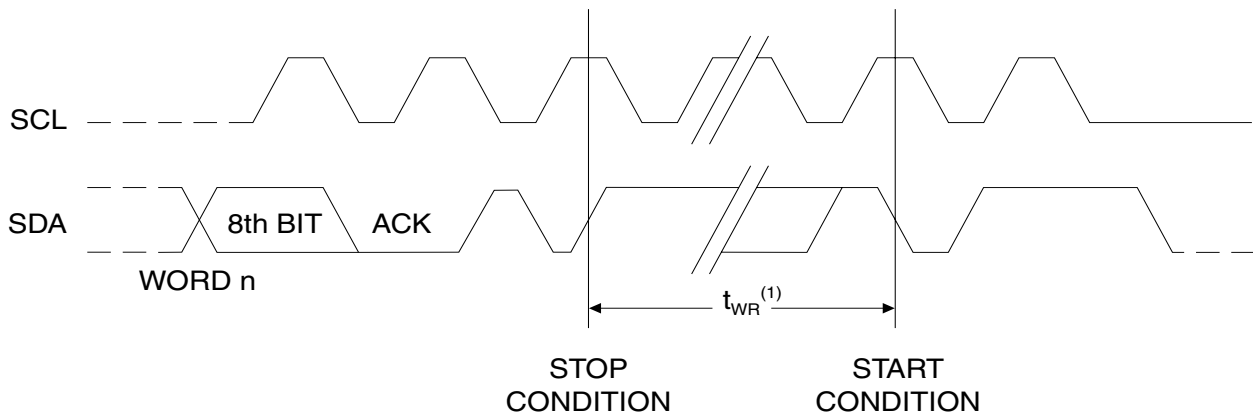 SCL
SDA
8th BIT
ACK
WORD n
tWR(1)
STOP
CONDITION
START
CONDITION